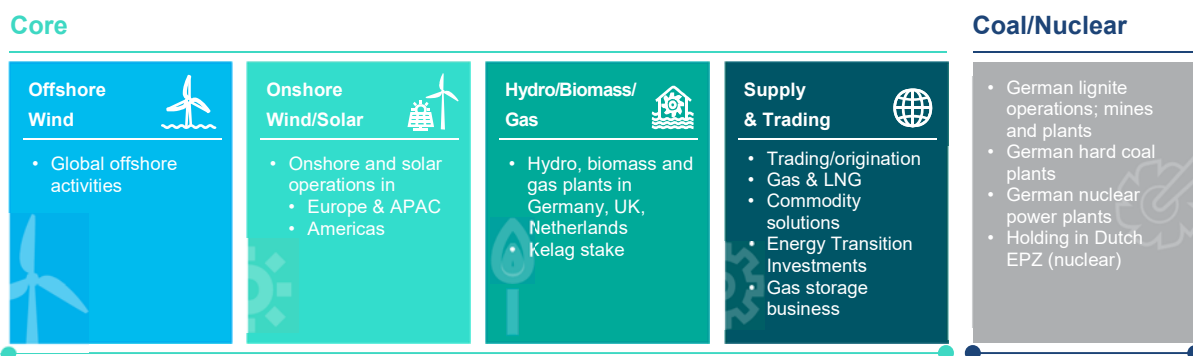 Core
Offshore
Wind
• Global offshore
activities
Onshore
Wind/Solar
• Onshore and solar
operations in
• Europe & APAC
• Americas
Hydro/Biomass/
Gas
• Hydro, biomass and
gas plants in
Germany, UK,
Netherlands
• Kelag stake
Supply
& Trading
• Trading/origination
• Gas & LNG
• Commodity
solutions
• Energy Transition
Investments
• Gas storage
business
Coal/Nuclear
• German lignite
operations; mines
and plants
• German hard coal
plants
• German nuclear
power plants
• Holding in Dutch
EPZ (nuclear)